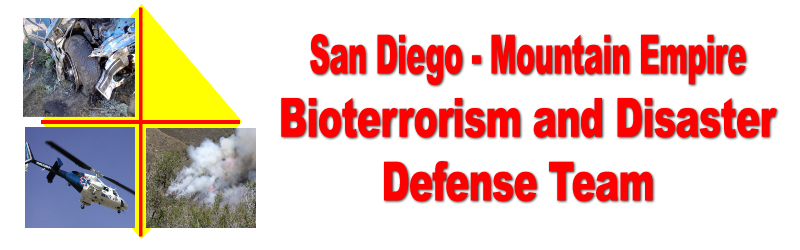 San Diego - Mountain Empire
Bioterrorism and Disaster
Defense Team